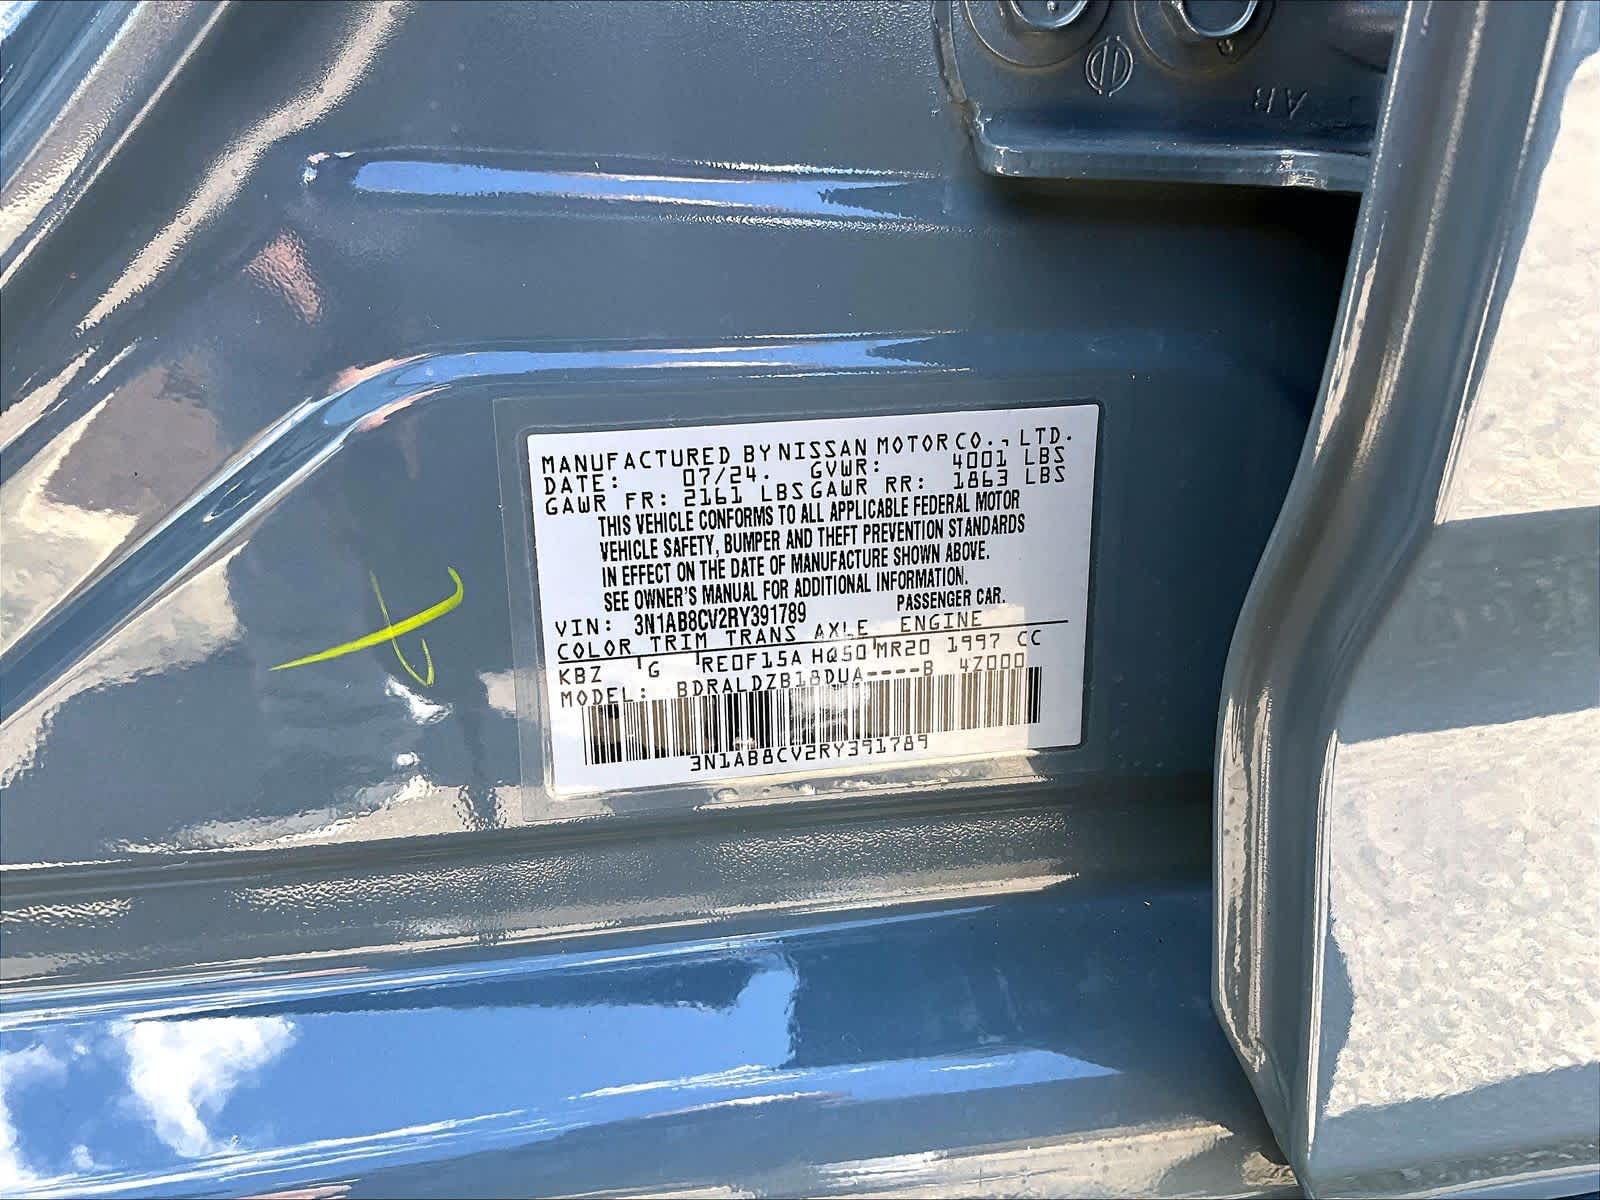 MANUFACTURED BY NISSAN MOTOR CO., LTD.
DATE: 07/24. GVWR: 4001 LBS
GAWR FR: 2161 LBS GAWR RR: 1863 LBS
THIS VEHICLE CONFORMS TO ALL APPLICABLE FEDERAL MOTOR
VEHICLE SAFETY, BUMPER AND THEFT PREVENTION STANDARDS
IN EFFECT ON THE DATE OF MANUFACTURE SHOWN ABOVE.
SEE OWNER'S MANUAL FOR ADDITIONAL INFORMATION.
PASSENGER CAR.
VIN: 3N1AB8CV2RY391789
COLOR TRIM TRANS AXLE ENGINE
KBZ G RE0F15A HQ50 MR20 1997 CC
MODEL: BDRALDZB18DUA----B 4Z000
3N1AB8CV2RY391789